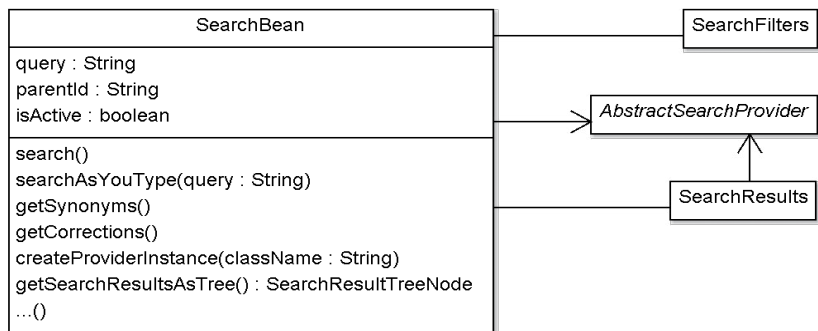 SearchBean
query : String
parentId : String
isActive : boolean
search()
searchAsYouType(query : String)
getSynonyms()
getCorrections()
createProviderInstance(className : String)
getSearchResultsAsTree() : SearchResultTreeNode
...()
SearchFilters
AbstractSearchProvider
SearchResults